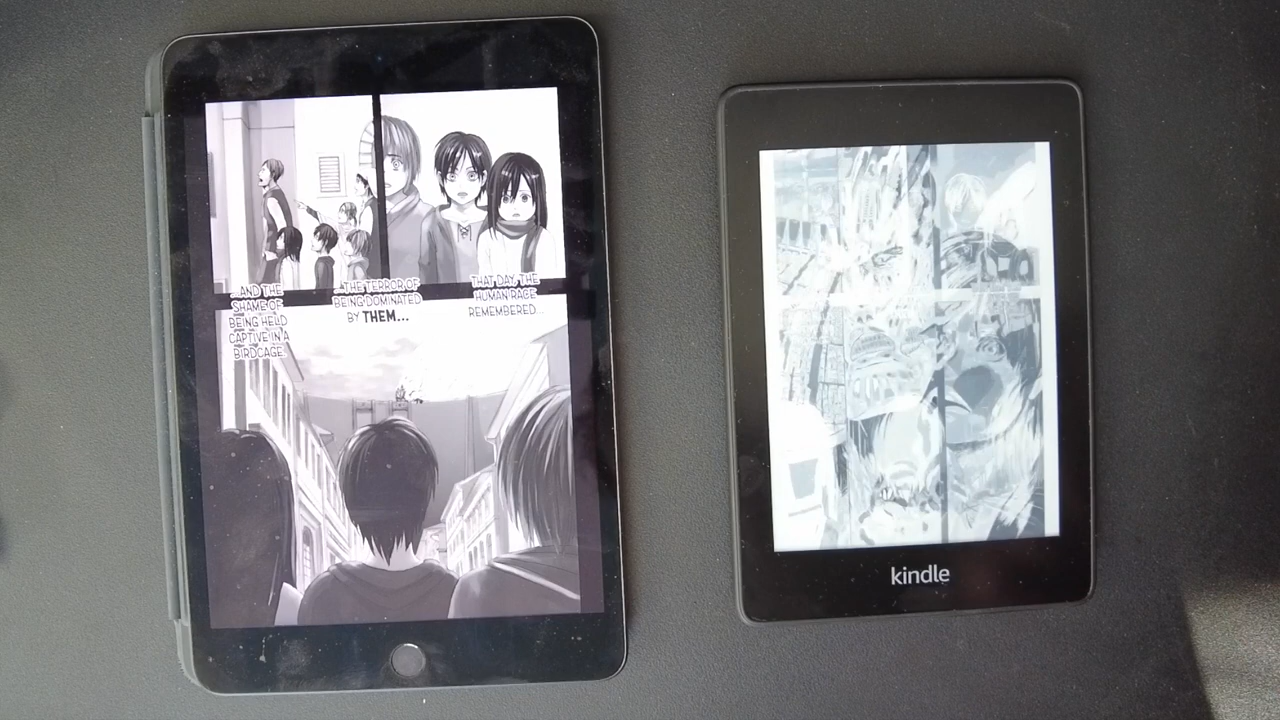 THAT DAY, THE
HUMAN RACE
REMEMBERED...
...THE TERROR OF
BEING DOMINATED
BY THEM...
...AND THE
SHAME OF
BEING HELD
CAPTIVE IN A
BIRDCAGE.
kindle